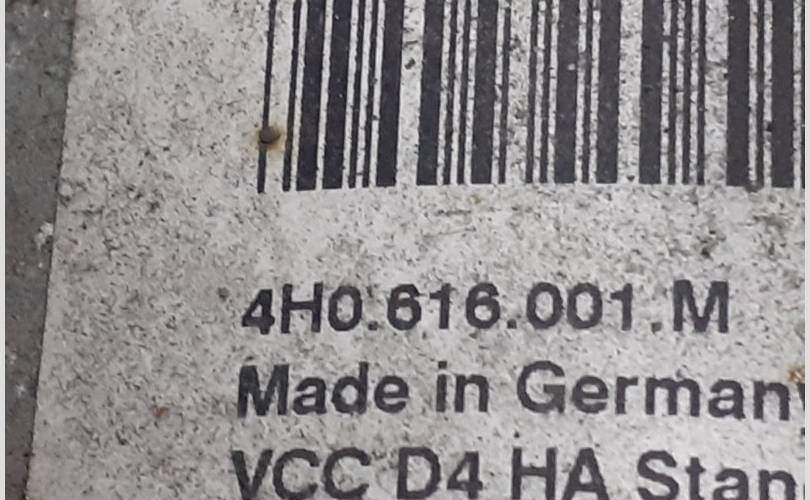 4H0.616.001.M
Made in German
VCC D4 HA Stan